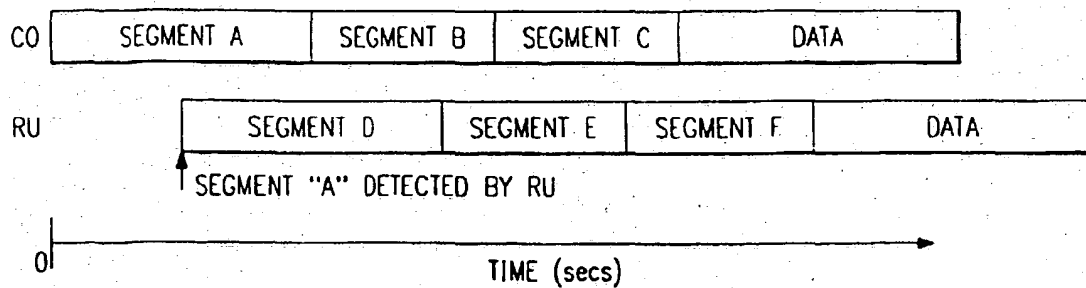 CO SEGMENT A SEGMENT B SEGMENT C DATA
RU SEGMENT D SEGMENT E SEGMENT F DATA
SEGMENT "A" DETECTED BY RU
0
TIME (secs)